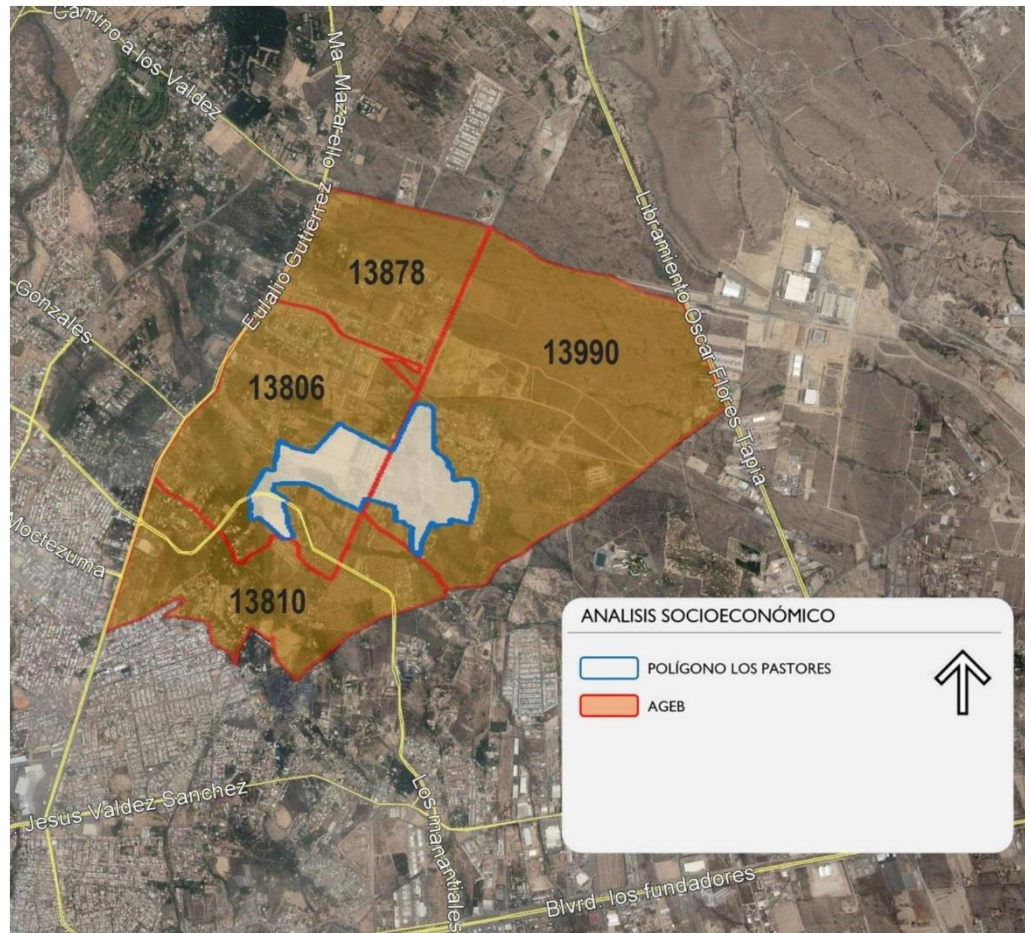 Camino a los Valdez
Ma. Mazarello
Eulalio Gutiérrez
Libramiento Óscar Flores Tapia
Gonzales
13878
13990
13806
Moctezuma
13810
ANALISIS SOCIOECONÓMICO
POLÍGONO LOS PASTORES
AGEB
Jesus Valdez Sanchez
Los manantiales
Blvrd. los fundadores